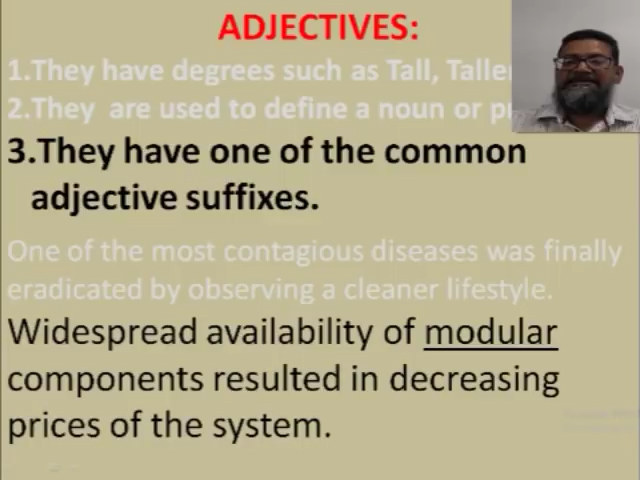 ADJECTIVES:
1.They have degrees such as Tall, Taller
2.They are used to define a noun or
3.They have one of the common
adjective suffixes.
One of the most contagious diseases was finally
eradicated by observing a cleaner lifestyle.
Widespread availability of modular
components resulted in decreasing
prices of the system.